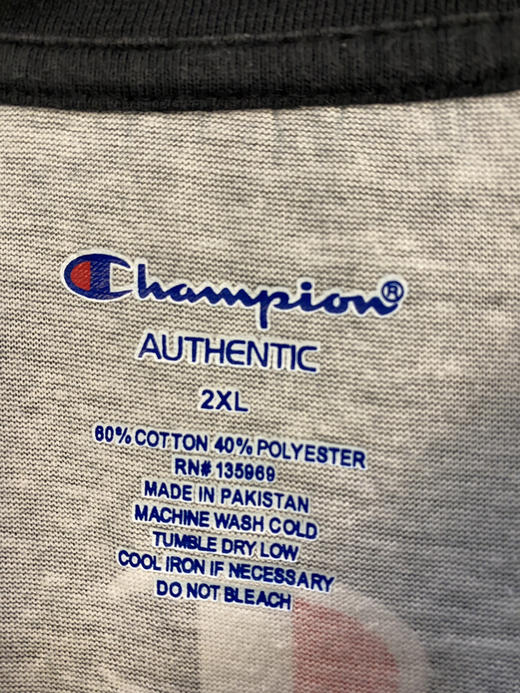 Champion®
AUTHENTIC
2XL
60% COTTON 40% POLYESTER
RN# 135969
MADE IN PAKISTAN
MACHINE WASH COLD
TUMBLE DRY LOW
COOL IRON IF NECESSARY
DO NOT BLEACH